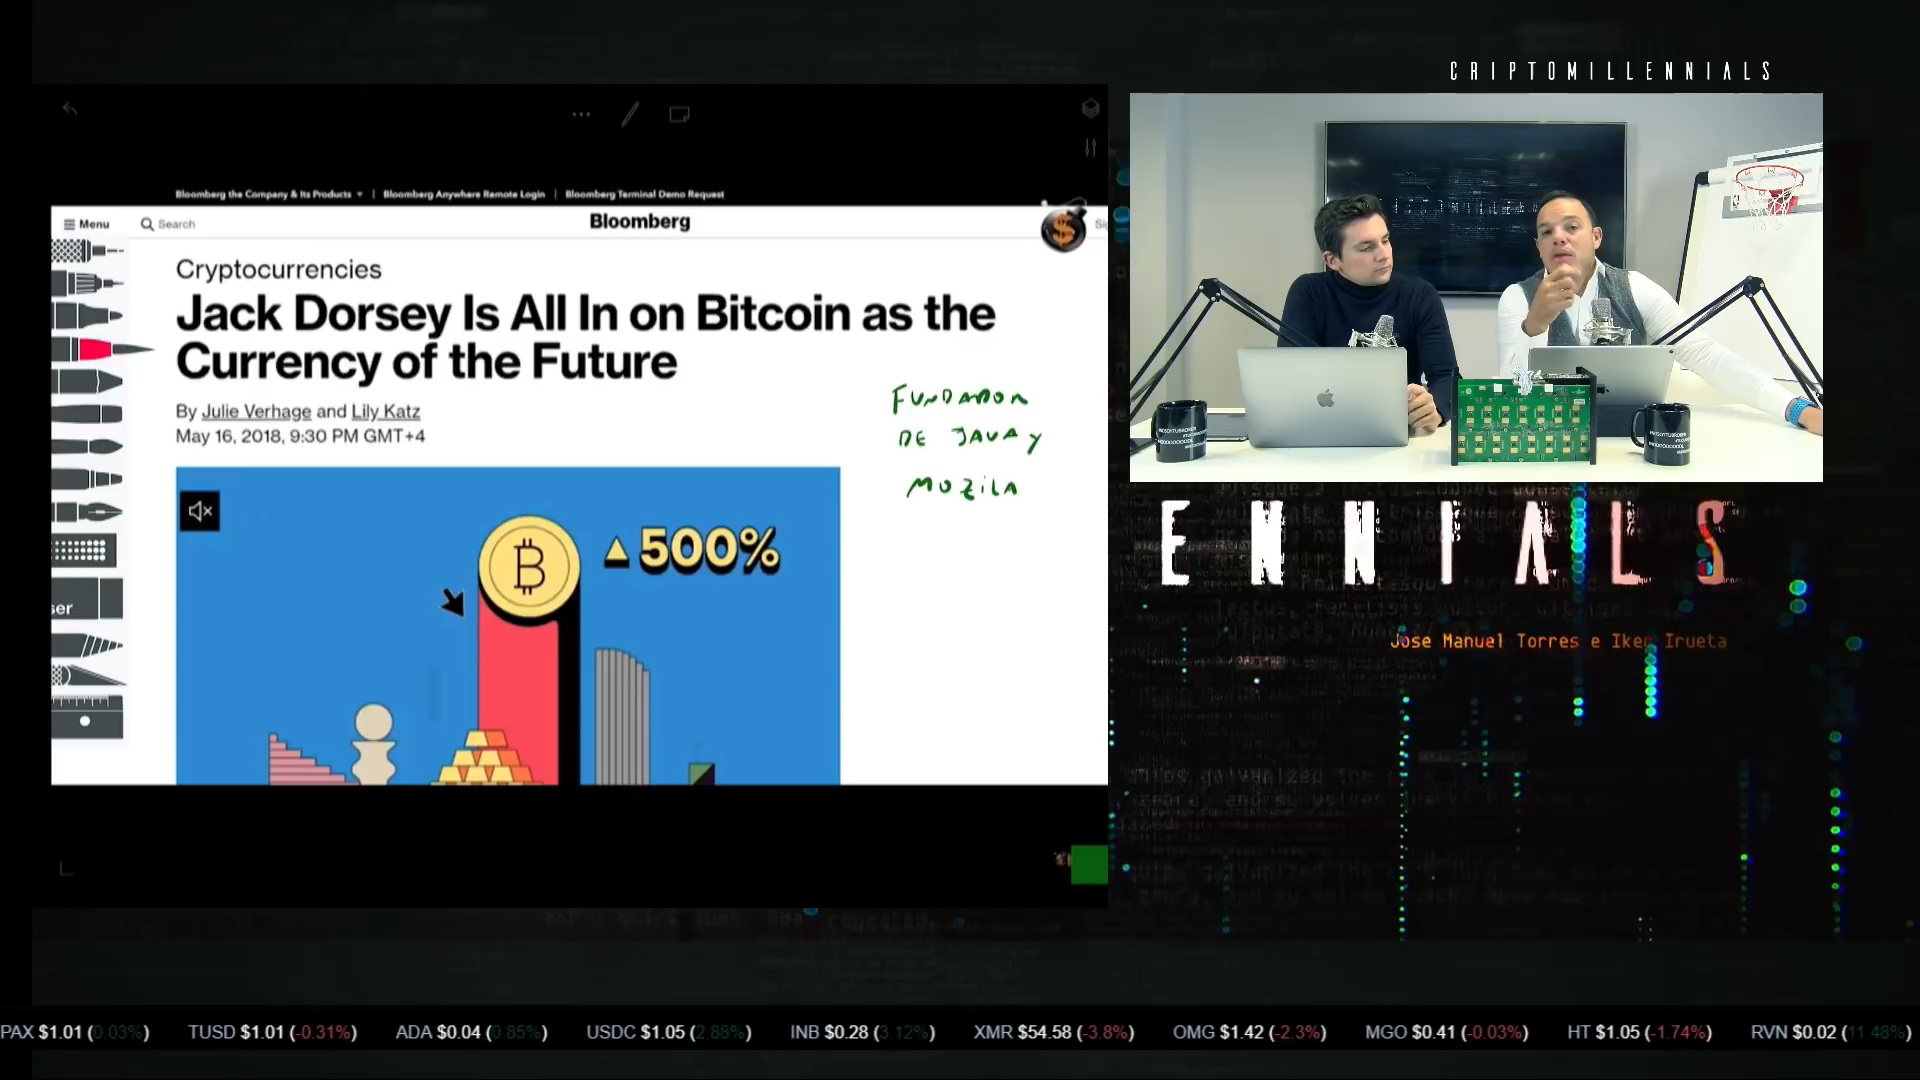 CRIPTOMILLENNIALS
Bloomberg the Company & Its Products ▾ | Bloomberg Anywhere Remote Login | Bloomberg Terminal Demo Request
Menu
Search
Bloomberg
Cryptocurrencies
Jack Dorsey Is All In on Bitcoin as the
Currency of the Future
By Julie Verhage and Lily Katz
May 16, 2018, 9:30 PM GMT+4
FUNDADOR
DE JAVA Y
MOZILA
▲500%
ser
ENNIALS
Jose Manuel Torres e Iker Irueta
PAX $1.01 (0.03%) TUSD $1.01 (-0.31%) ADA $0.04 (0.85%) USDC $1.05 (2.88%) INB $0.28 (3.12%) XMR $54.58 (-3.8%) OMG $1.42 (-2.3%) MGO $0.41 (-0.03%) HT $1.05 (-1.74%) RVN $0.02 (11.48%)